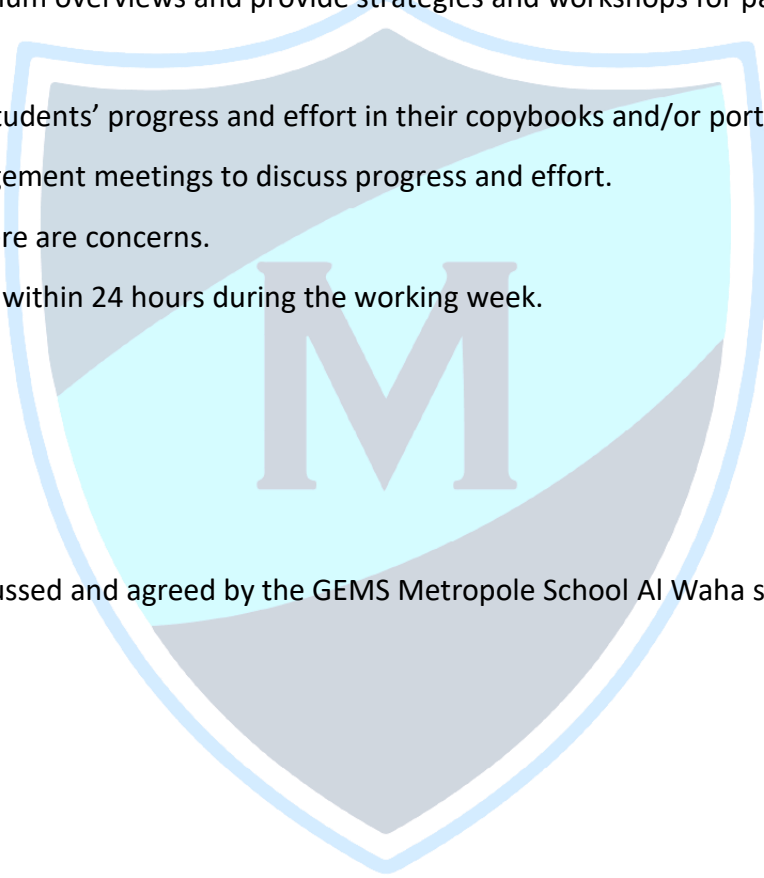 um overviews and provide strategies and workshops for pa
tudents’ progress and effort in their copybooks and/or port
gement meetings to discuss progress and effort.
re are concerns.
within 24 hours during the working week.
M
ussed and agreed by the GEMS Metropole School Al Waha s